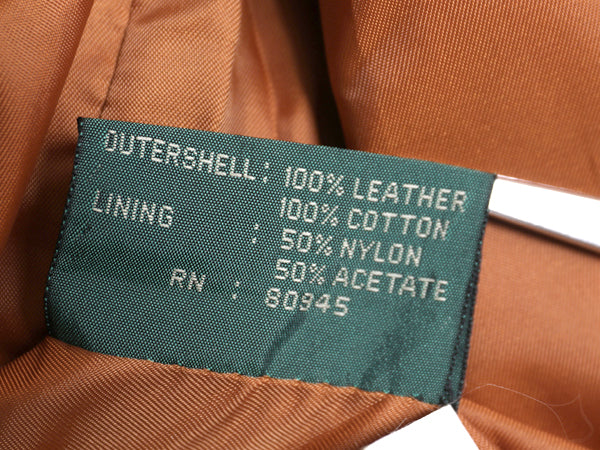 OUTERSHELL: 100% LEATHER
LINING : 100% COTTON
50% NYLON
50% ACETATE
RN : 80945